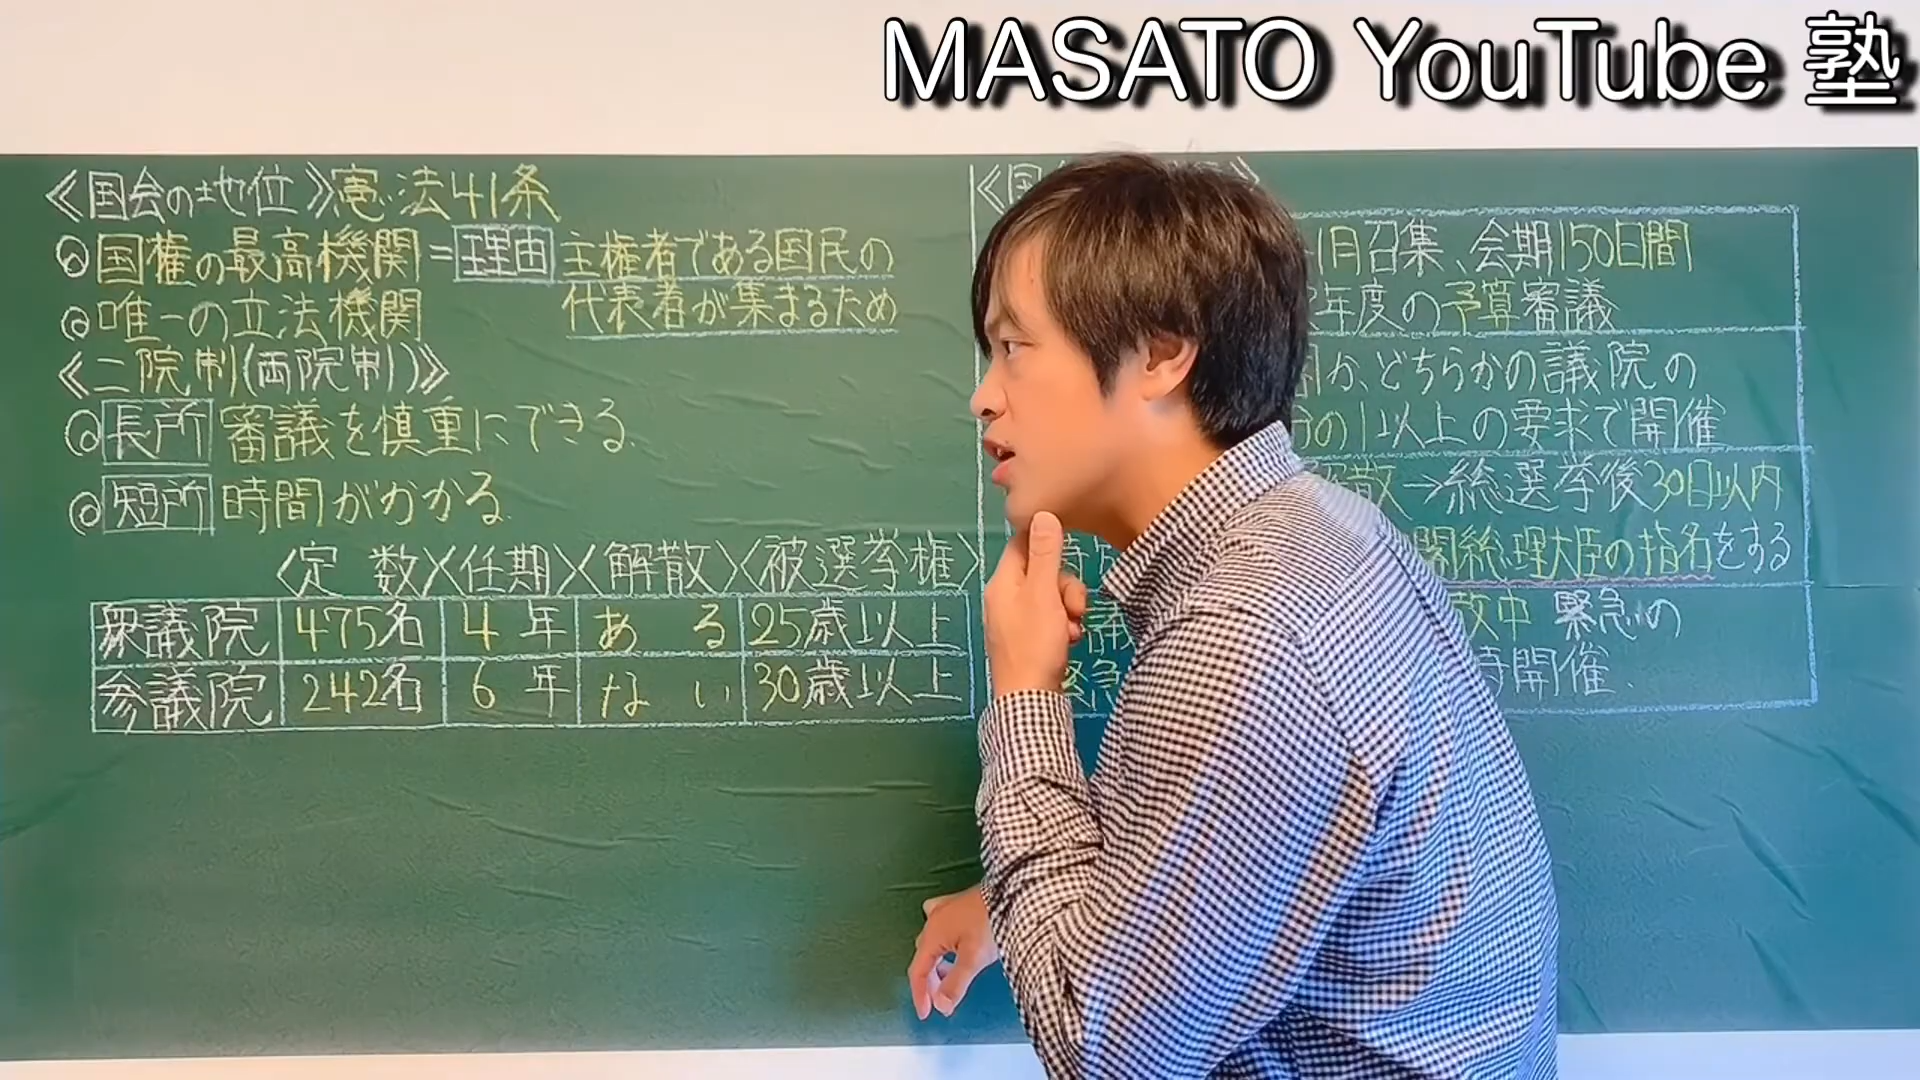 MASATO YouTube 塾
《国会の地位》憲法41条
◎国権の最高機関=理由 主権者である国民の
代表者が集まるため
◎唯一の立法機関
《二院制(両院制)》
◎長所 審議を慎重にできる.
◎短所 時間がかかる.
〈定数〉〈任期〉〈解散〉〈被選挙権〉
衆議院 475名 4年 ある 25歳以上
参議院 242名 6年 ない 30歳以上
《国
1月召集、会期150日間
年度の予算審議
か、どちらかの議院の
の1以上の要求で開催
散→総選挙後30日以内
閣総理大臣の指名をする
散中 緊急の
緊急
時開催.